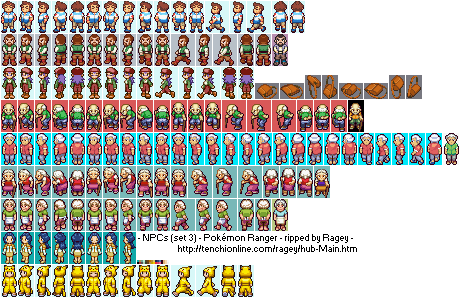 - NPCs (set 3) - Pokémon Ranger - ripped by Ragey -
http://tenchionline.com/ragey/hub-Main.htm